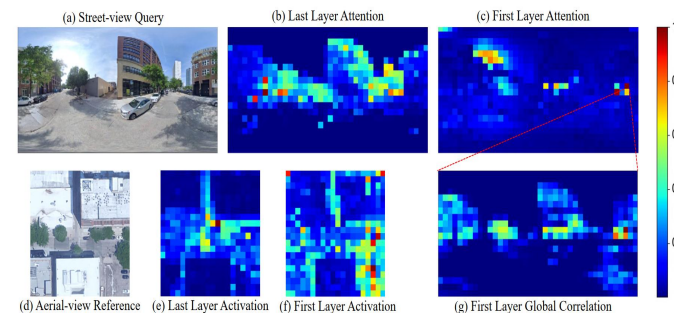 (a) Street-view Query
(b) Last Layer Attention
(c) First Layer Attention
(d) Aerial-view Reference
(e) Last Layer Activation
(f) First Layer Activation
(g) First Layer Global Correlation